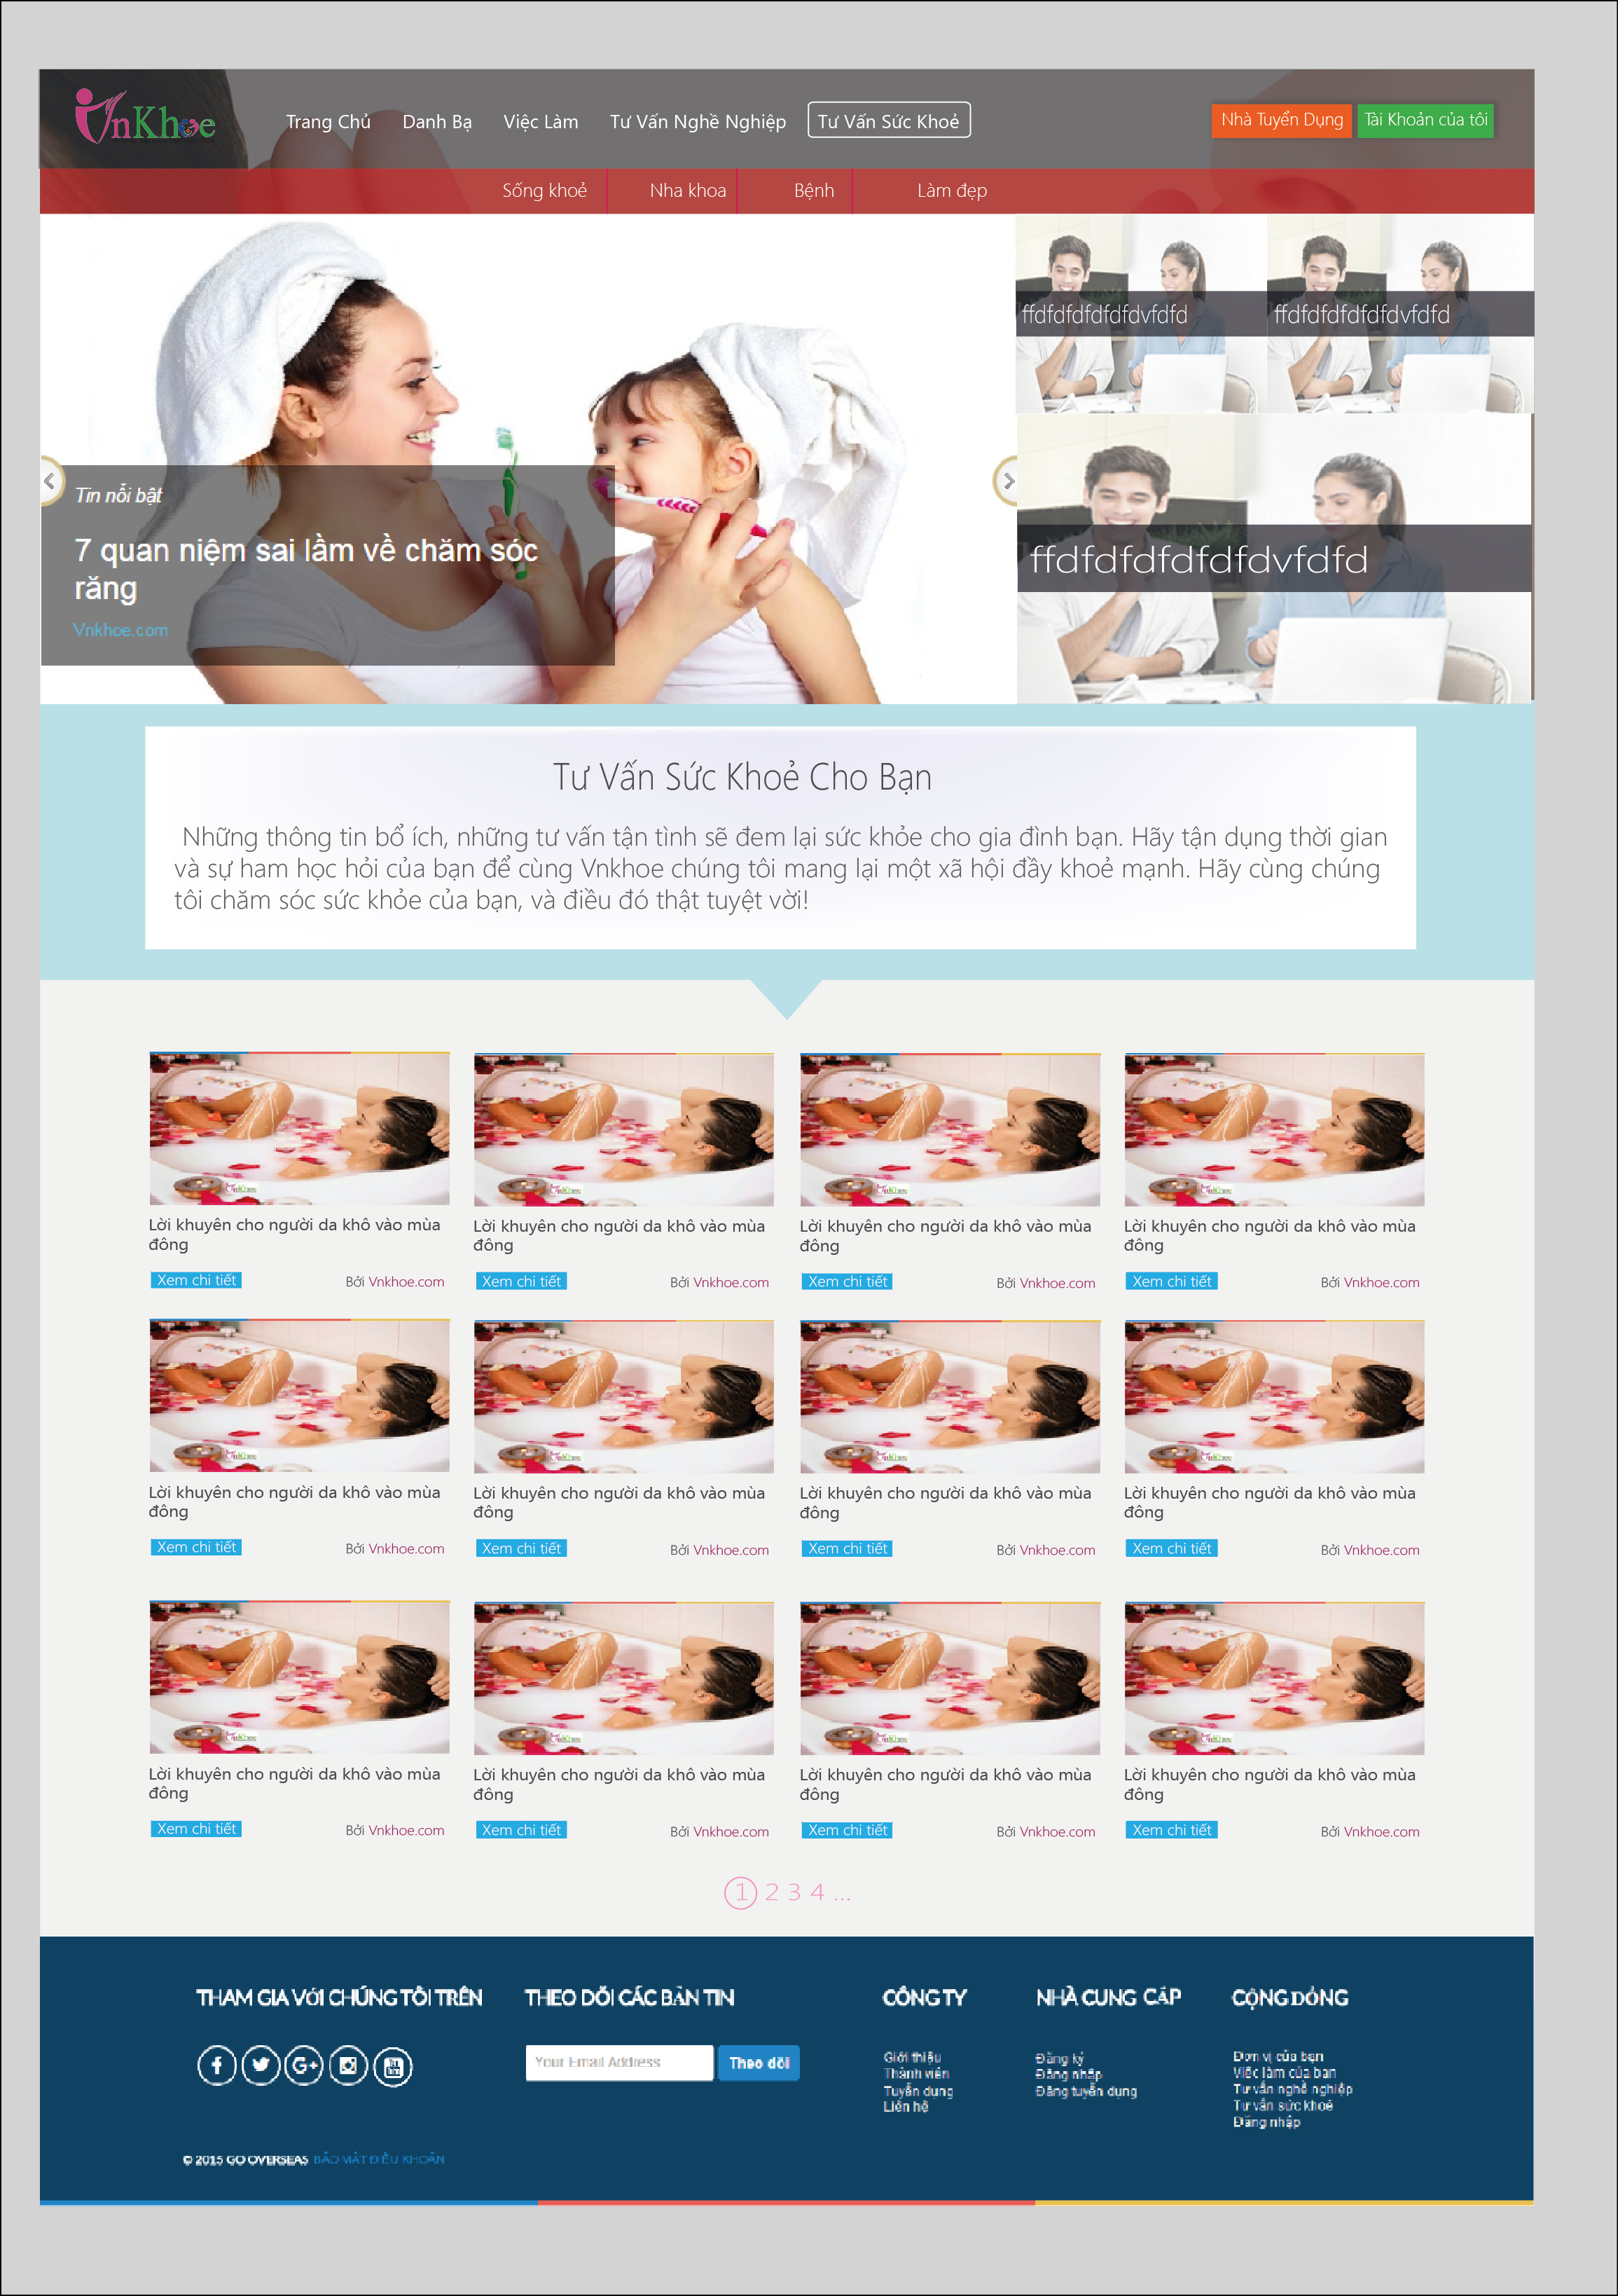 VnKhoe
Trang Chủ
Danh Bạ
Việc Làm
Tư Vấn Nghề Nghiệp
Tư Vấn Sức Khoẻ
Nhà Tuyển Dụng
Tài Khoản của tôi
Sống khoẻ
Nha khoa
Bệnh
Làm đẹp
ffdfdfdfdfdfdvfdfd
ffdfdfdfdfdfdvfdfd
Tin nổi bật
7 quan niệm sai lầm về chăm sóc
răng
Vnkhoe.com
ffdfdfdfdfdfdvfdfd
Tư Vấn Sức Khoẻ Cho Bạn
Những thông tin bổ ích, những tư vấn tận tình sẽ đem lại sức khỏe cho gia đình bạn. Hãy tận dụng thời gian
và sự ham học hỏi của bạn để cùng Vnkhoe chúng tôi mang lại một xã hội đầy khoẻ mạnh. Hãy cùng chúng
tôi chăm sóc sức khỏe của bạn, và điều đó thật tuyệt vời!
Lời khuyên cho người da khô vào mùa
đông
Xem chi tiết
Bởi Vnkhoe.com
Lời khuyên cho người da khô vào mùa
đông
Xem chi tiết
Bởi Vnkhoe.com
Lời khuyên cho người da khô vào mùa
đông
Xem chi tiết
Bởi Vnkhoe.com
Lời khuyên cho người da khô vào mùa
đông
Xem chi tiết
Bởi Vnkhoe.com
Lời khuyên cho người da khô vào mùa
đông
Xem chi tiết
Bởi Vnkhoe.com
Lời khuyên cho người da khô vào mùa
đông
Xem chi tiết
Bởi Vnkhoe.com
Lời khuyên cho người da khô vào mùa
đông
Xem chi tiết
Bởi Vnkhoe.com
Lời khuyên cho người da khô vào mùa
đông
Xem chi tiết
Bởi Vnkhoe.com
Lời khuyên cho người da khô vào mùa
đông
Xem chi tiết
Bởi Vnkhoe.com
Lời khuyên cho người da khô vào mùa
đông
Xem chi tiết
Bởi Vnkhoe.com
Lời khuyên cho người da khô vào mùa
đông
Xem chi tiết
Bởi Vnkhoe.com
Lời khuyên cho người da khô vào mùa
đông
Xem chi tiết
Bởi Vnkhoe.com
1 2 3 4 ...
THAM GIA VỚI CHÚNG TÔI TRÊN
THEO DÕI CÁC BẢN TIN
Your Email Address
Theo dõi
CÔNG TY
Giới thiệu
Thành viên
Tuyển dụng
Liên hệ
NHÀ CUNG CẤP
Đăng ký
Đăng nhập
Đăng tuyển dụng
CỘNG ĐỒNG
Đơn vị của bạn
Việc làm của bạn
Tư vấn nghề nghiệp
Tư vấn sức khoẻ
Đăng nhập
© 2015 GO OVERSEAS BẢO MẬT ĐIỀU KHOẢN